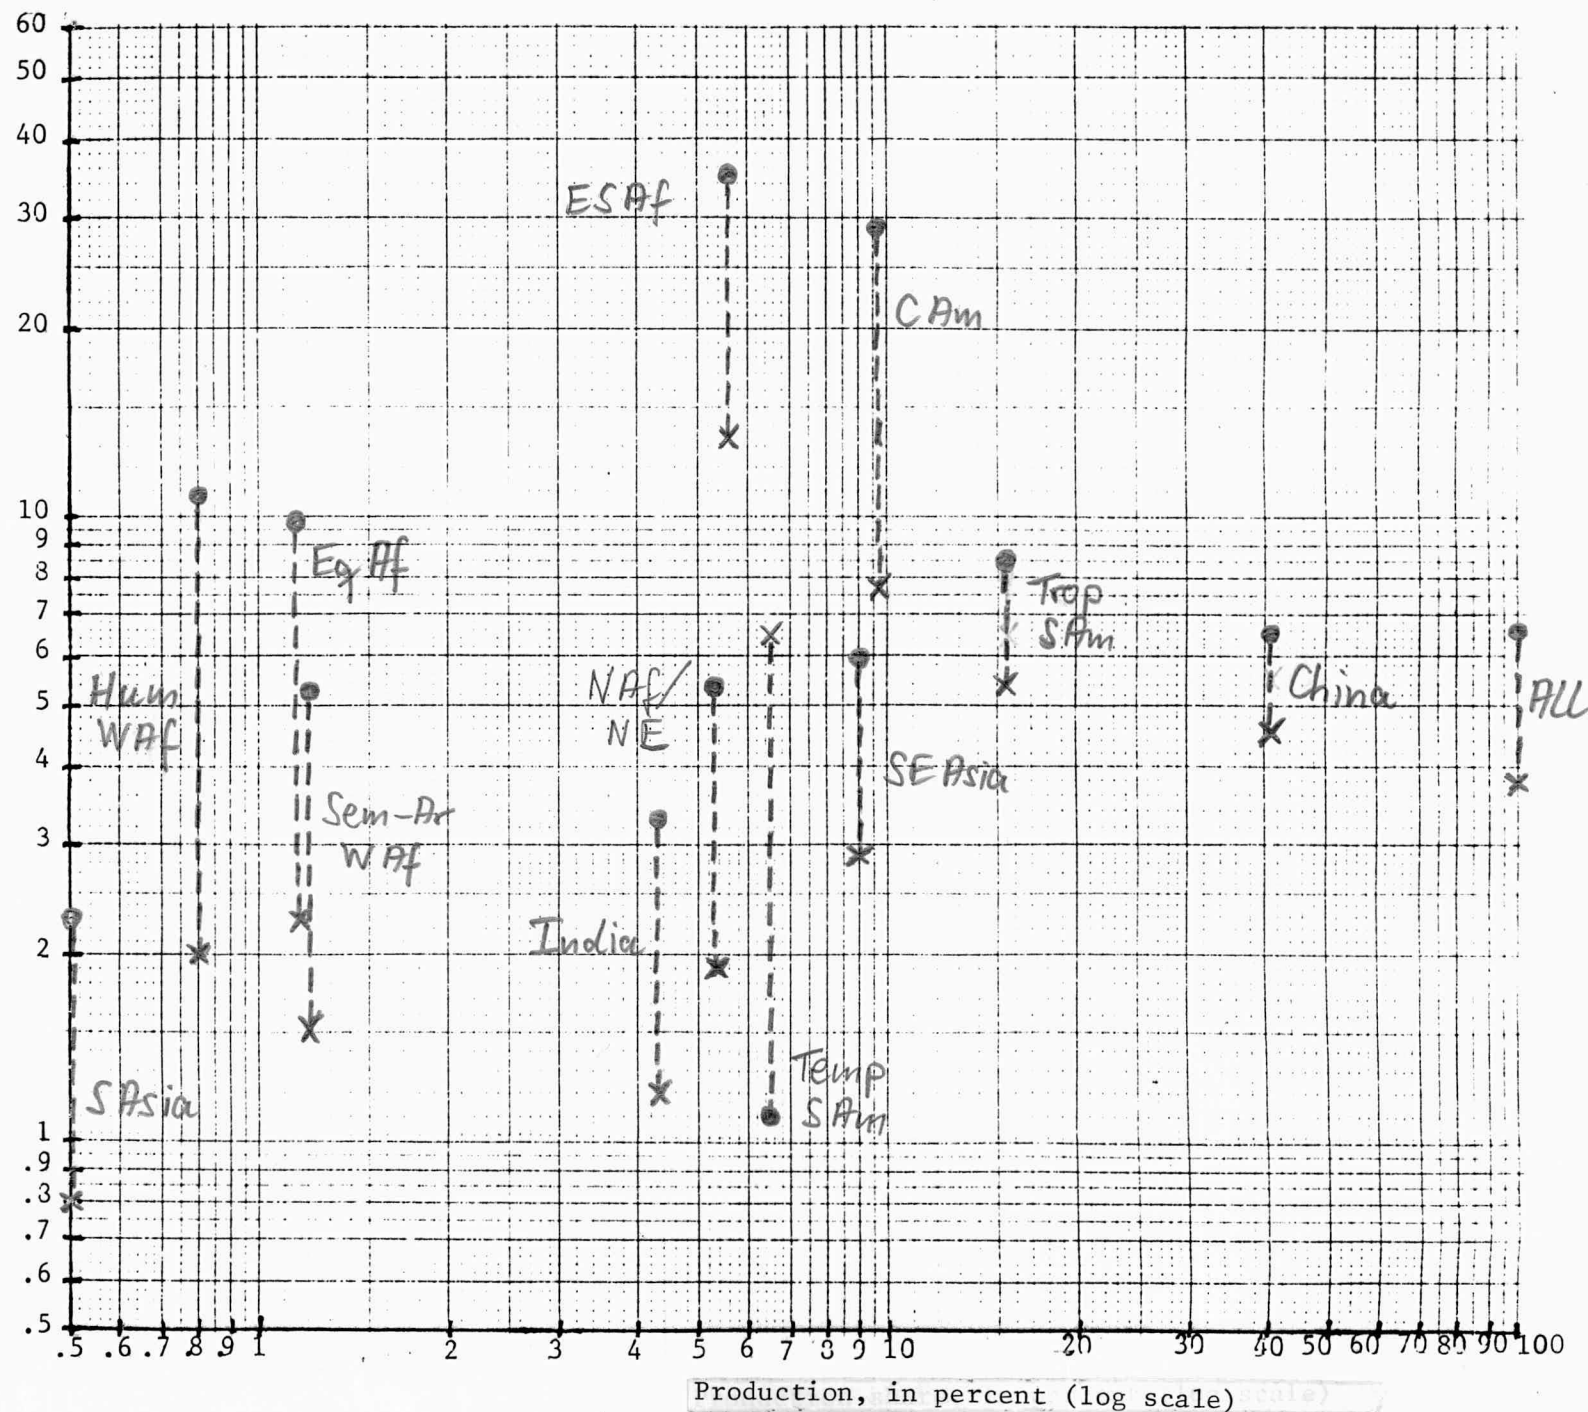 60
50
40
30
20
10
9
8
7
6
5
4
3
2
1
.9
.3
.7
.6
.5
ESAf
CAm
Eq Af
Trop
SAm
Hum
WAf
NAf/
NE
China
ALL
SEAsia
Sem-Ar
WAf
India
Temp
SAm
SAsia
.5 .6 .7 .8 .9 1 2 3 4 5 6 7 8 9 10 20 30 40 50 60 70 80 90 100
Production, in percent (log scale)